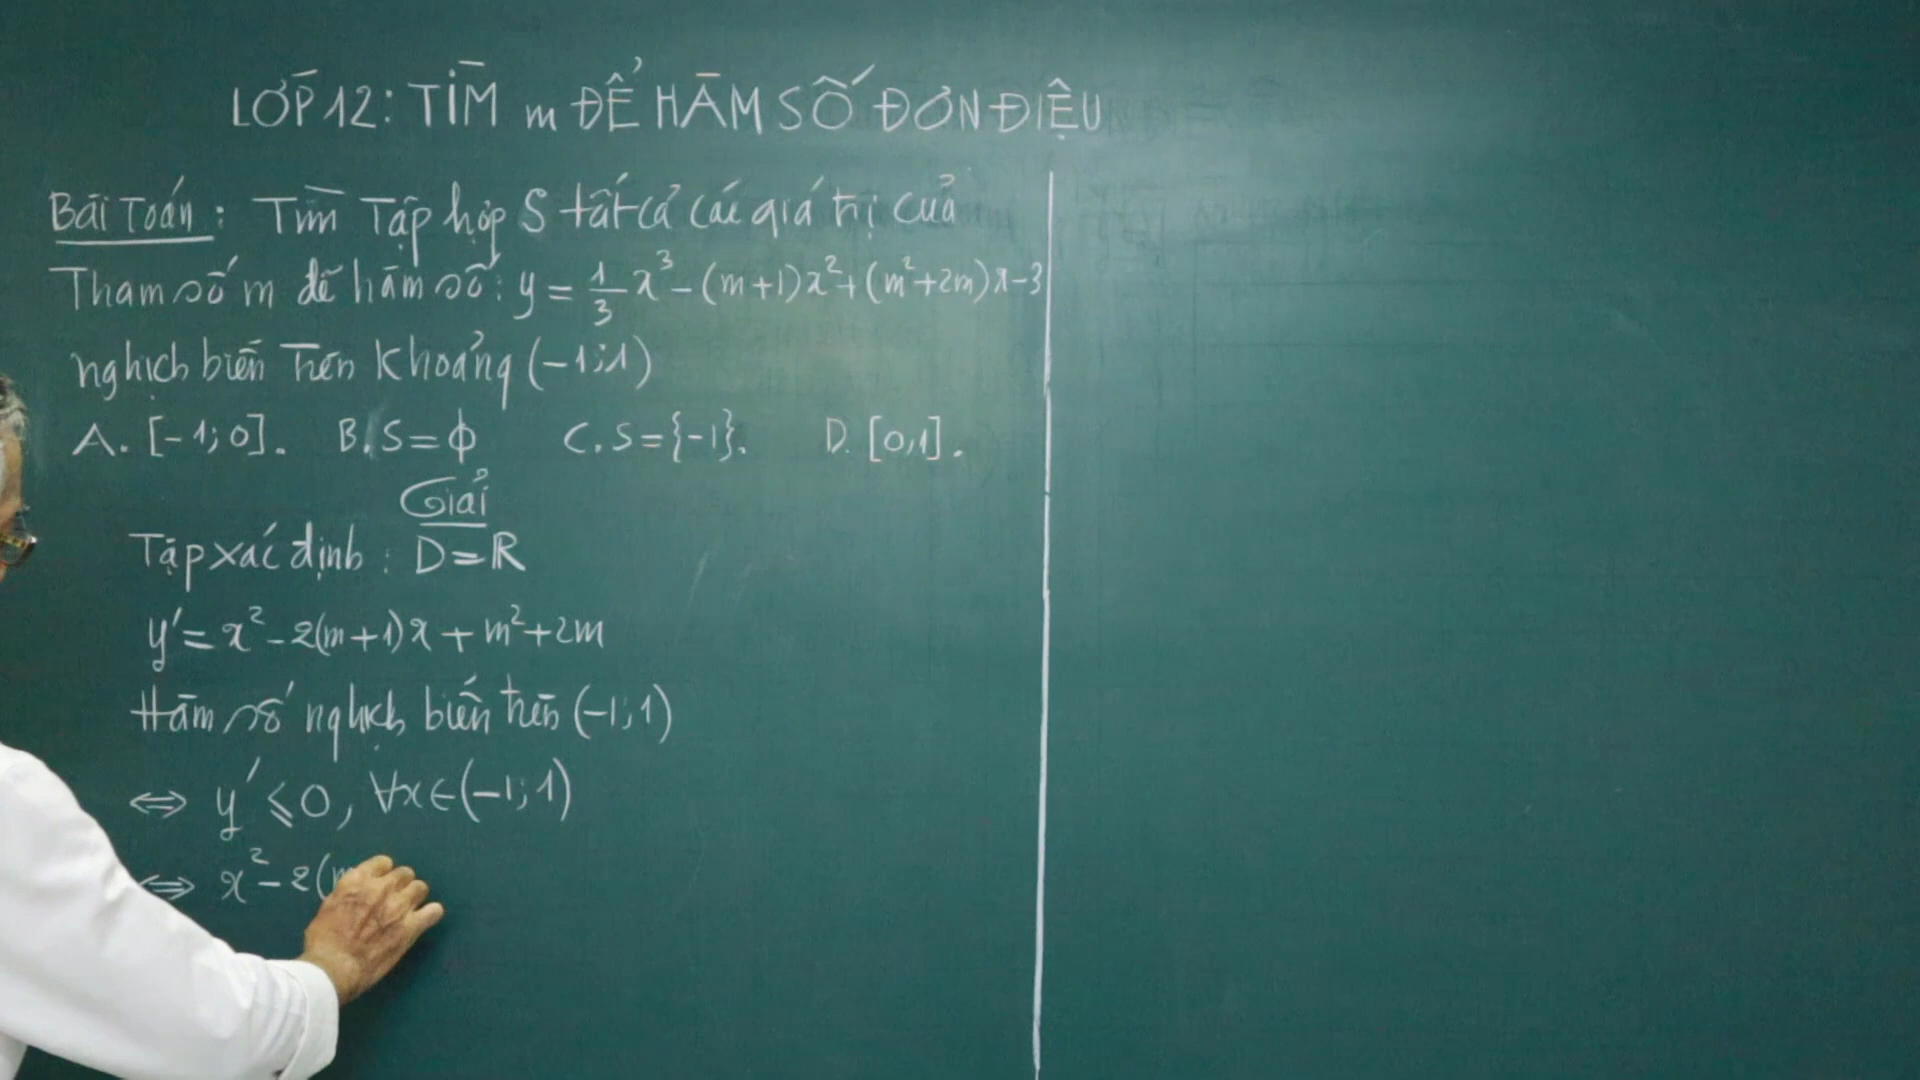 LỚP 12: TÌM m ĐỂ HÀM SỐ ĐƠN ĐIỆU
Bài Toán: Tìm Tập hợp S tất cả các giá trị của
Tham số m để hàm số: y = 1/3 x³ - (m+1)x² + (m²+2m)x - 3
nghịch biến Trên Khoảng (-1;1)
A. [-1;0]. B. S = ϕ C. S = {-1}. D. [0,1].
Giải
Tập xác định: D = ℝ
y' = x² - 2(m+1)x + m² + 2m
Hàm số nghịch biến trên (-1;1)
⇔ y' ⩽ 0, ∀x ∈ (-1;1)
⇔ x² - 2(m